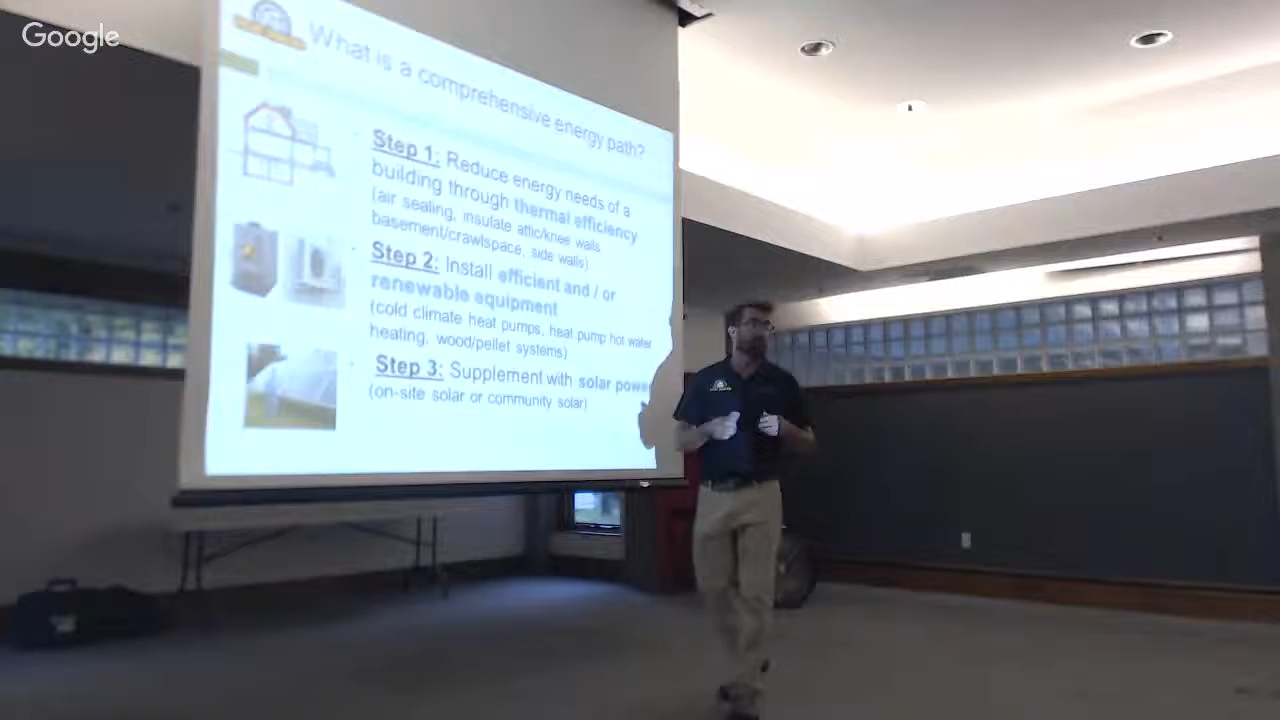 Google
What is a comprehensive energy path?
Step 1: Reduce energy needs of a
building through thermal efficiency
(air sealing, insulate attic/knee walls
basement/crawlspace, side walls)
Step 2: Install efficient and / or
renewable equipment
(cold climate heat pumps, heat pump hot water
heating, wood/pellet systems)
Step 3: Supplement with solar power
(on-site solar or community solar)